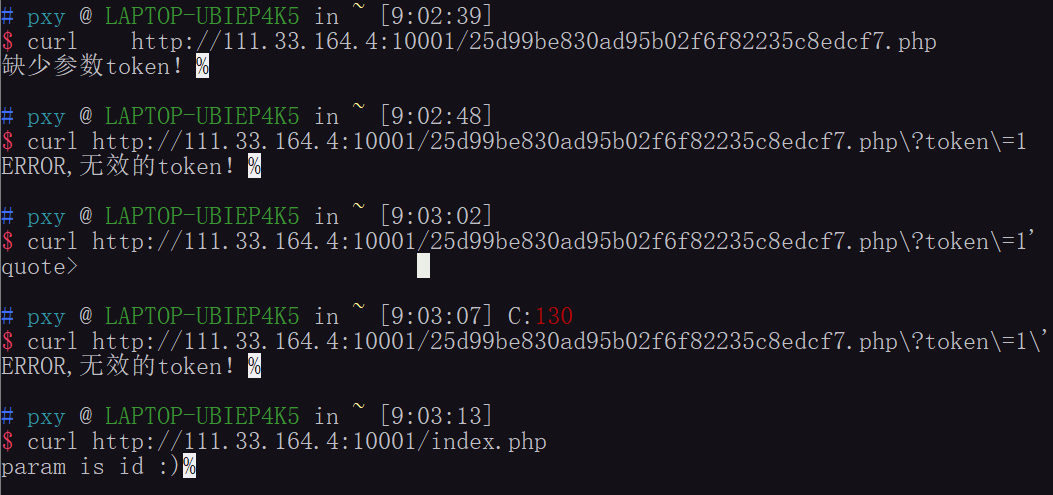 # pxy @ LAPTOP-UBIEP4K5 in ~ [9:02:39]
$ curl    http://111.33.164.4:10001/25d99be830ad95b02f6f82235c8edcf7.php
缺少参数token！%
# pxy @ LAPTOP-UBIEP4K5 in ~ [9:02:48]
$ curl http://111.33.164.4:10001/25d99be830ad95b02f6f82235c8edcf7.php\?token\=1
ERROR,无效的token！%
# pxy @ LAPTOP-UBIEP4K5 in ~ [9:03:02]
$ curl http://111.33.164.4:10001/25d99be830ad95b02f6f82235c8edcf7.php\?token\=1'
quote>
# pxy @ LAPTOP-UBIEP4K5 in ~ [9:03:07] C:130
$ curl http://111.33.164.4:10001/25d99be830ad95b02f6f82235c8edcf7.php\?token\=1\'
ERROR,无效的token！%
# pxy @ LAPTOP-UBIEP4K5 in ~ [9:03:13]
$ curl http://111.33.164.4:10001/index.php
param is id :)%